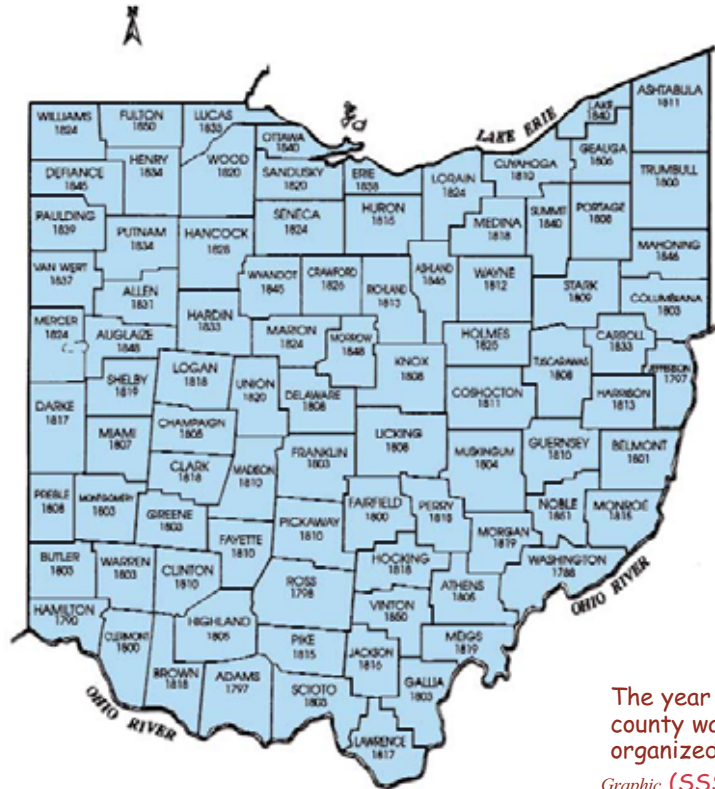 N
LAKE ERIE
ASHTABULA
1811
LAKE
1840
WILLIAMS
1824
FULTON
1850
LUCAS
1835
OTTAWA
1840
GEAUGA
1806
CUYAHOGA
1810
HENRY
1834
WOOD
1820
SANDUSKY
1820
ERIE
1838
LORAIN
1824
TRUMBULL
1800
DEFIANCE
1845
PAULDING
1839
PUTNAM
1834
HANCOCK
1828
SENECA
1824
HURON
1815
MEDINA
1818
SUMMIT
1840
PORTAGE
1808
MAHONING
1846
VAN WERT
1837
ALLEN
1831
WYANDOT
1845
CRAWFORD
1826
RICHLAND
1813
ASHLAND
1846
WAYNE
1812
STARK
1809
COLUMBIANA
1803
MERCER
1824
AUGLAIZE
1848
HARDIN
1833
MARION
1824
MORROW
1848
HOLMES
1825
CARROLL
1833
TUSCARAWAS
1808
JEFFERSON
1797
SHELBY
1819
LOGAN
1818
UNION
1820
DELAWARE
1808
KNOX
1808
COSHOCTON
1811
HARRISON
1813
DARKE
1817
MIAMI
1807
CHAMPAIGN
1805
CLARK
1818
MADISON
1810
FRANKLIN
1803
LICKING
1808
MUSKINGUM
1804
GUERNSEY
1810
BELMONT
1801
PREBLE
1808
MONTGOMERY
1803
GREENE
1803
FAYETTE
1810
PICKAWAY
1810
FAIRFIELD
1800
PERRY
1818
MORGAN
1819
NOBLE
1851
MONROE
1815
BUTLER
1803
WARREN
1803
CLINTON
1810
ROSS
1798
HOCKING
1818
ATHENS
1805
WASHINGTON
1788
OHIO RIVER
HAMILTON
1790
CLERMONT
1800
HIGHLAND
1805
VINTON
1850
MEIGS
1819
BROWN
1818
ADAMS
1797
PIKE
1815
JACKSON
1816
GALLIA
1803
SCIOTO
1803
LAWRENCE
1817
OHIO RIVER
The year
county wa
organized
Graphic (SSS